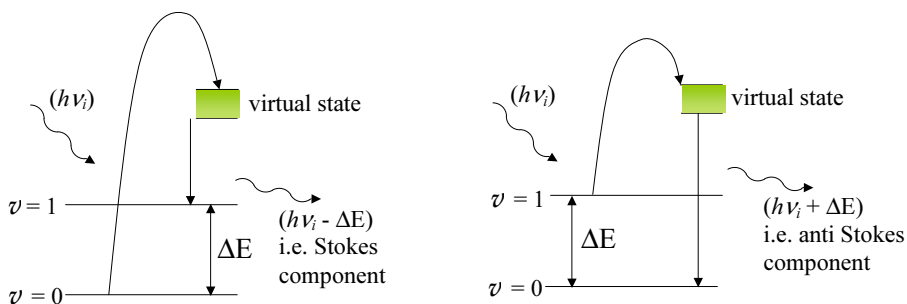 (hνᵢ)
virtual state
v = 1
(hνᵢ - ΔE)
i.e. Stokes
component
ΔE
v = 0
(hνᵢ)
virtual state
v = 1
(hνᵢ + ΔE)
i.e. anti Stokes
component
ΔE
v = 0